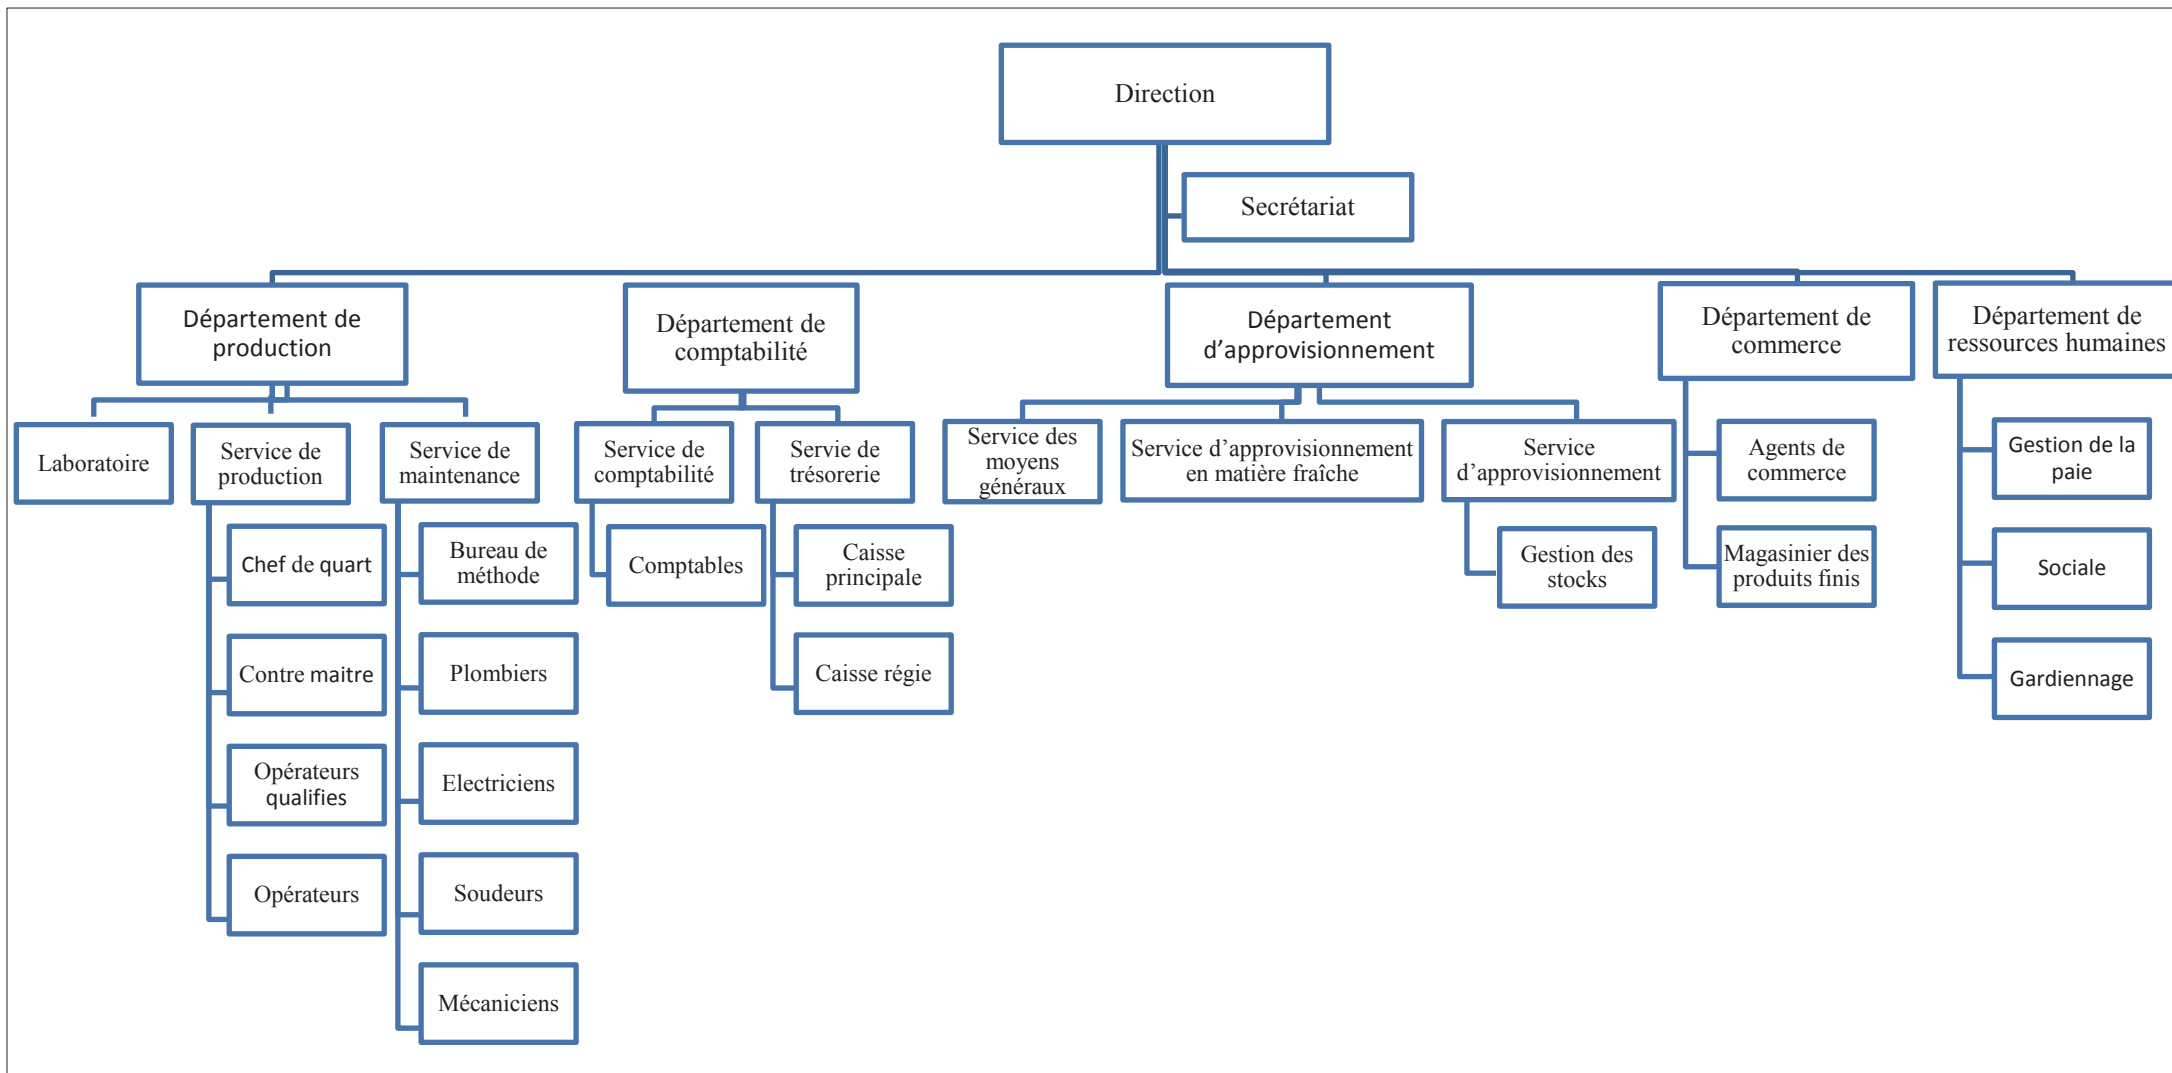 Direction
Secrétariat
Département de
production
Département de
comptabilité
Département
d’approvisionnement
Département de
commerce
Département de
ressources humaines
Laboratoire
Service de
production
Service de
maintenance
Service de
comptabilité
Servie de
trésorerie
Service des
moyens
généraux
Service d’approvisionnement
en matière fraîche
Service
d’approvisionnement
Agents de
commerce
Gestion de la
paie
Chef de quart
Bureau de
méthode
Comptables
Caisse
principale
Gestion des
stocks
Magasinier des
produits finis
Sociale
Contre maitre
Plombiers
Caisse régie
Gardiennage
Opérateurs
qualifies
Electriciens
Opérateurs
Soudeurs
Mécaniciens